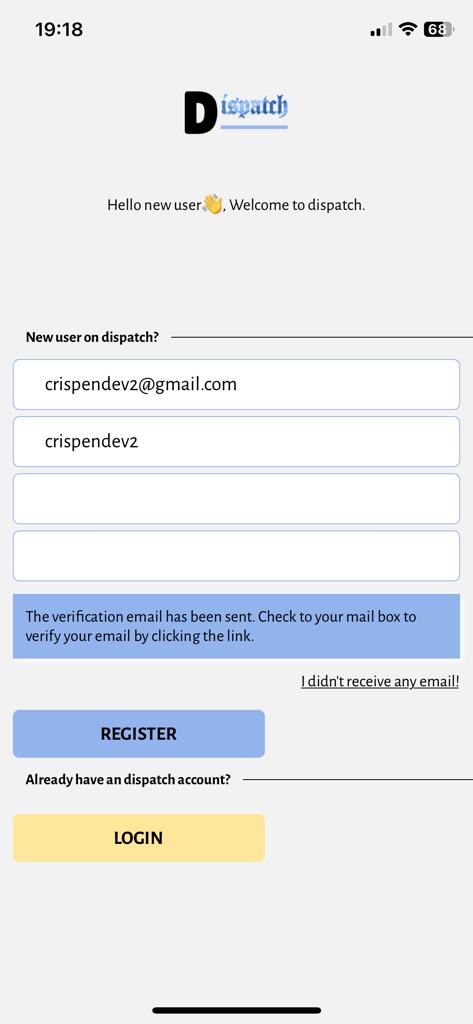 19:18
68
Dispatch
Hello new user👋, Welcome to dispatch.
New user on dispatch?
crispendev2@gmail.com
crispendev2
The verification email has been sent. Check to your mail box to
verify your email by clicking the link.
I didn't receive any email!
REGISTER
Already have an dispatch account?
LOGIN